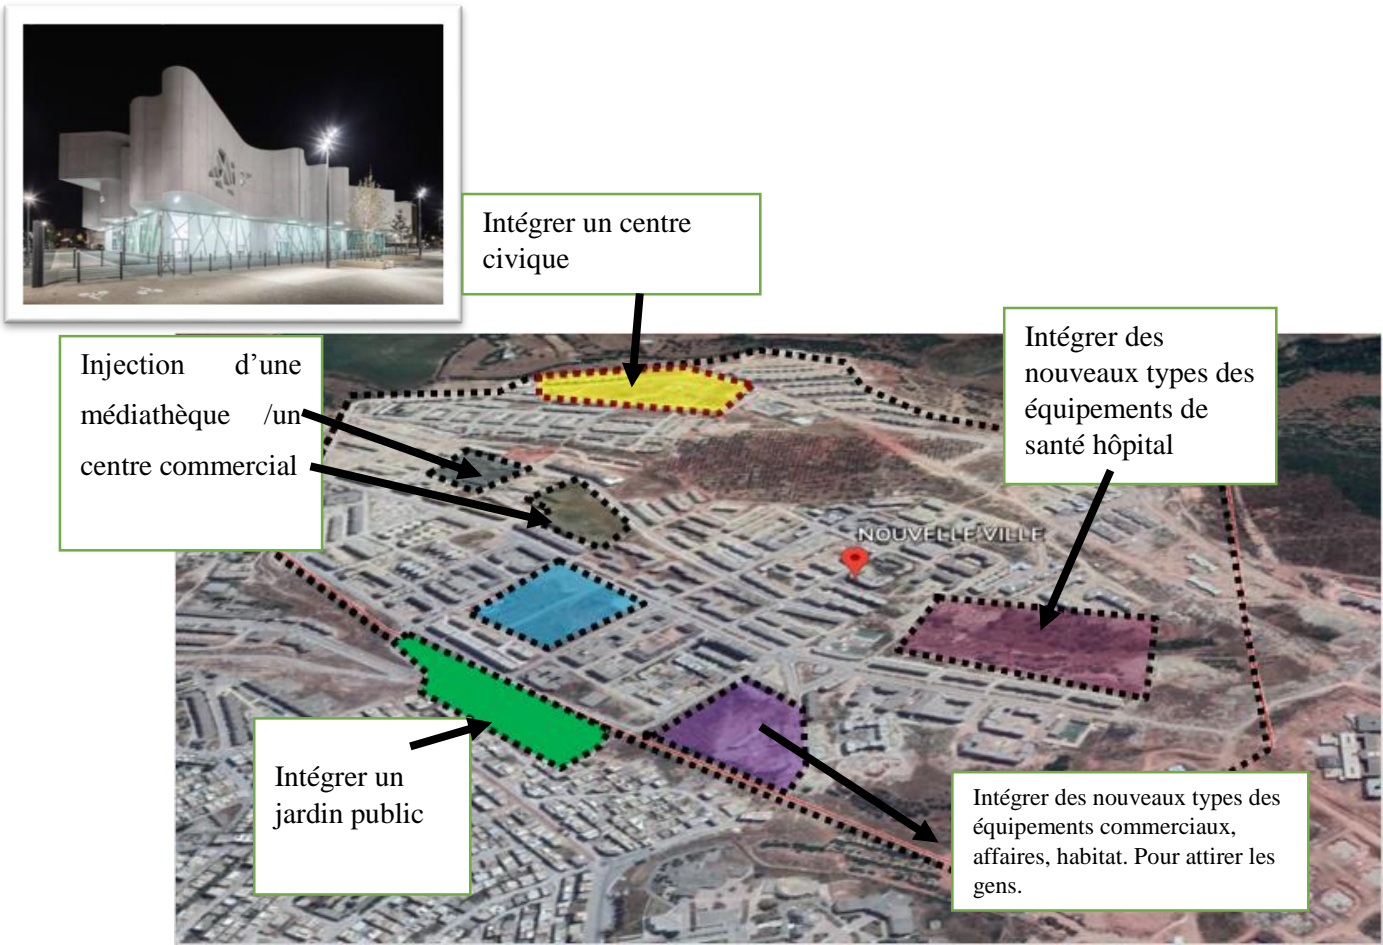 Intégrer un centre
civique
Injection d’une
médiathèque /un
centre commercial
Intégrer des
nouveaux types des
équipements de
santé hôpital
NOUVELLE VILLE
Intégrer un
jardin public
Intégrer des nouveaux types des
équipements commerciaux,
affaires, habitat. Pour attirer les
gens.